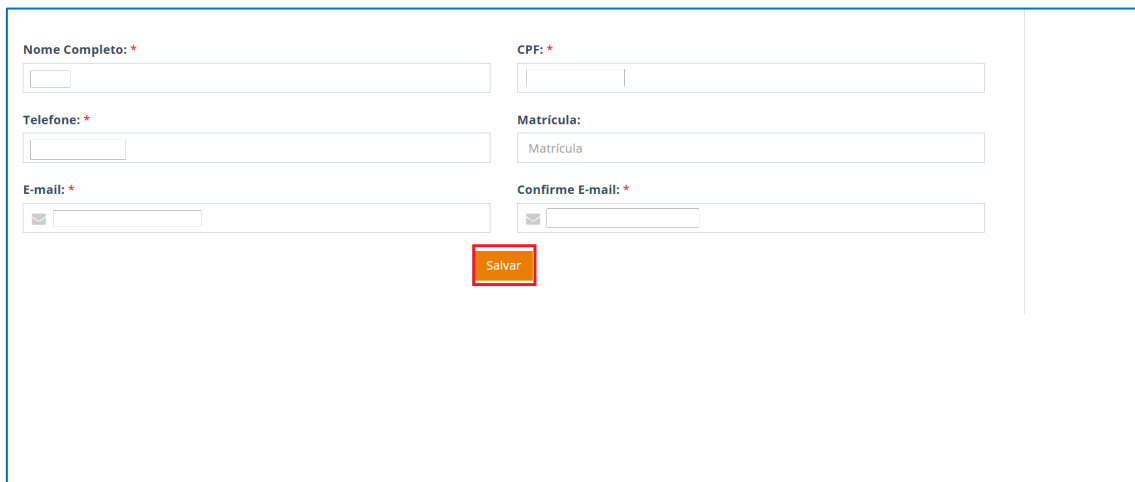 Nome Completo: *
CPF: *
Telefone: *
Matrícula:
Matrícula
E-mail: *
Confirme E-mail: *
Salvar